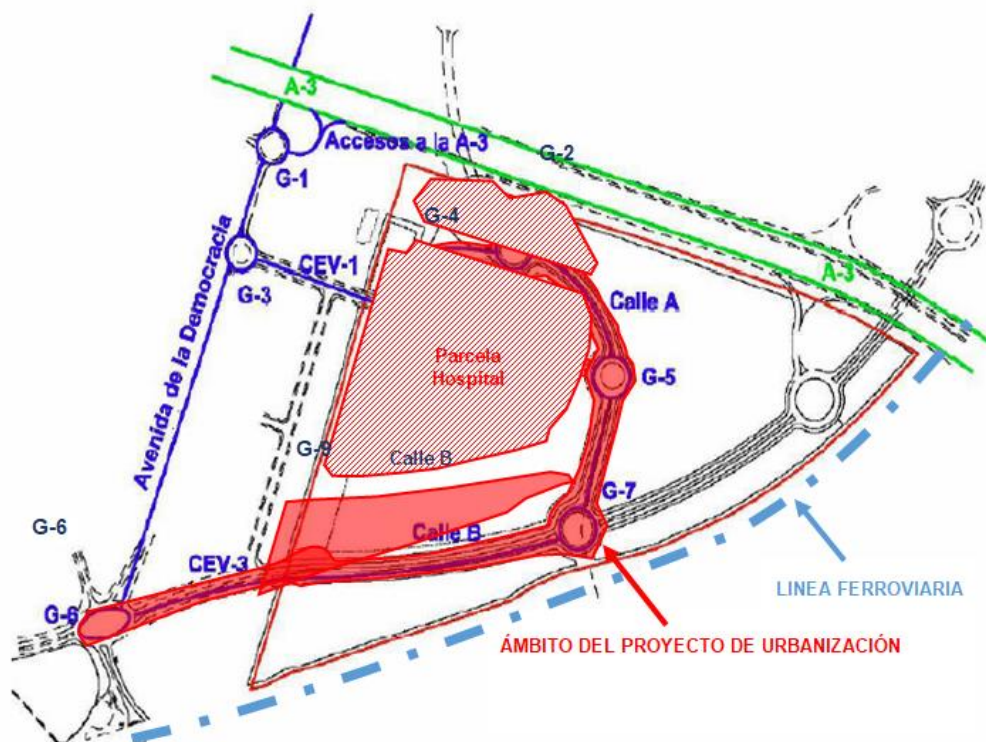 A-3
Accesos a la A-3
G-2
G-1
G-4
Avenida de la Democracia
CEV-1
G-3
A-3
Calle A
Parcela
Hospital
G-5
G-9
Calle B
G-7
G-6
Calle B
CEV-3
LINEA FERROVIARIA
G-6
ÁMBITO DEL PROYECTO DE URBANIZACIÓN